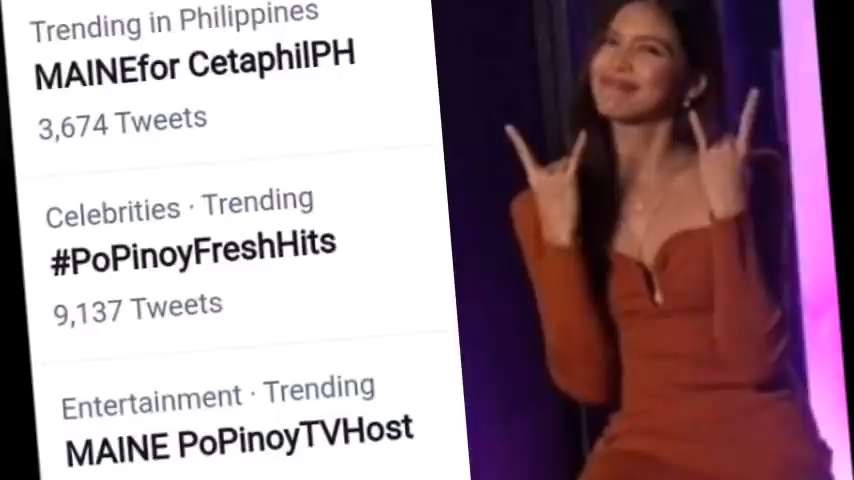 Trending in Philippines
MAINEfor CetaphilPH
3,674 Tweets
Celebrities · Trending
#PoPinoyFreshHits
9,137 Tweets
Entertainment · Trending
MAINE PoPinoyTVHost